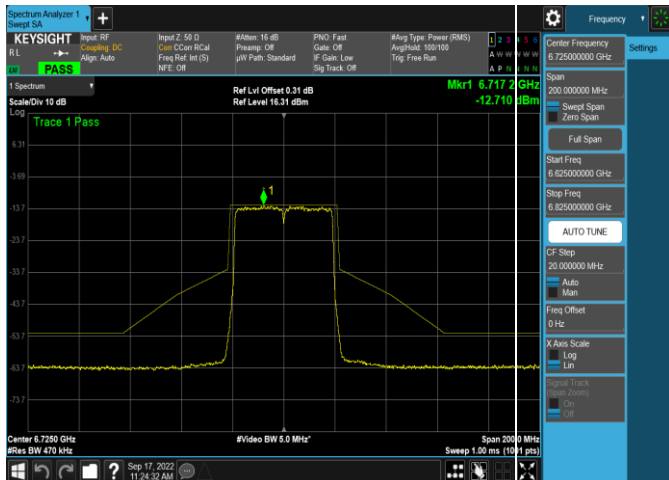 Spectrum Analyzer 1
Swept SA
KEYSIGHT
R L
PASS
Input: RF
Coupling: DC
Align: Auto
Input Z: 50 Ω
Corr CCorr RCal
Freq Ref: Int (S)
NFE: Off
#Atten: 16 dB
Preamp: Off
µW Path: Standard
PNO: Fast
Gate: Off
IF Gain: Low
Sig Track: Off
#Avg Type: Power (RMS)
Avg|Hold: 100/100
Trig: Free Run
1 2 3 4 5 6
A W W W W W
A P N N N N
1 Spectrum
Scale/Div 10 dB
Log
Ref Lvl Offset 0.31 dB
Ref Level 16.31 dBm
Mkr1 6.717 2 GHz
-12.710 dBm
Trace 1 Pass
6.31
-3.69
-13.7
-23.7
-33.7
-43.7
-53.7
-63.7
-73.7
1
Center 6.7250 GHz
#Res BW 470 kHz
#Video BW 5.0 MHz*
Span 200.0 MHz
Sweep 1.00 ms (1001 pts)
Sep 17, 2022
11:24:32 AM
Frequency
Settings
Center Frequency
6.725000000 GHz
Span
200.000000 MHz
Swept Span
Zero Span
Full Span
Start Freq
6.625000000 GHz
Stop Freq
6.825000000 GHz
AUTO TUNE
CF Step
20.000000 MHz
Auto
Man
Freq Offset
0 Hz
X Axis Scale
Log
Lin
Signal Track
(Span Zoom)
On
Off